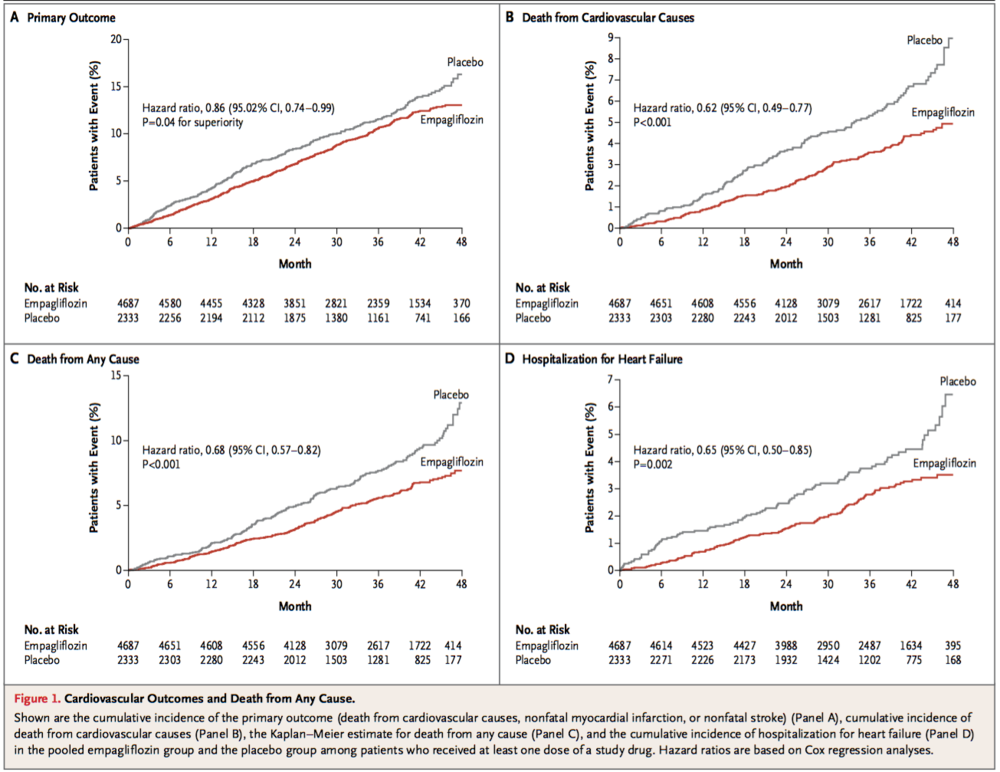 A Primary Outcome
20
15
10
5
0
Patients with Event (%)
Placebo
Hazard ratio, 0.86 (95.02% CI, 0.74–0.99)
P=0.04 for superiority
Empagliflozin
0 6 12 18 24 30 36 42 48
Month
No. at Risk
Empagliflozin 4687 4580 4455 4328 3851 2821 2359 1534 370
Placebo 2333 2256 2194 2112 1875 1380 1161 741 166
B Death from Cardiovascular Causes
9
8
7
6
5
4
3
2
1
0
Patients with Event (%)
Placebo
Hazard ratio, 0.62 (95% CI, 0.49–0.77)
P<0.001
Empagliflozin
0 6 12 18 24 30 36 42 48
Month
No. at Risk
Empagliflozin 4687 4651 4608 4556 4128 3079 2617 1722 414
Placebo 2333 2303 2280 2243 2012 1503 1281 825 177
C Death from Any Cause
15
10
5
0
Patients with Event (%)
Placebo
Hazard ratio, 0.68 (95% CI, 0.57–0.82)
P<0.001
Empagliflozin
0 6 12 18 24 30 36 42 48
Month
No. at Risk
Empagliflozin 4687 4651 4608 4556 4128 3079 2617 1722 414
Placebo 2333 2303 2280 2243 2012 1503 1281 825 177
D Hospitalization for Heart Failure
7
6
5
4
3
2
1
0
Patients with Event (%)
Placebo
Hazard ratio, 0.65 (95% CI, 0.50–0.85)
P=0.002
Empagliflozin
0 6 12 18 24 30 36 42 48
Month
No. at Risk
Empagliflozin 4687 4614 4523 4427 3988 2950 2487 1634 395
Placebo 2333 2271 2226 2173 1932 1424 1202 775 168
Figure 1. Cardiovascular Outcomes and Death from Any Cause.
Shown are the cumulative incidence of the primary outcome (death from cardiovascular causes, nonfatal myocardial infarction, or nonfatal stroke) (Panel A), cumulative incidence of
death from cardiovascular causes (Panel B), the Kaplan–Meier estimate for death from any cause (Panel C), and the cumulative incidence of hospitalization for heart failure (Panel D)
in the pooled empagliflozin group and the placebo group among patients who received at least one dose of a study drug. Hazard ratios are based on Cox regression analyses.